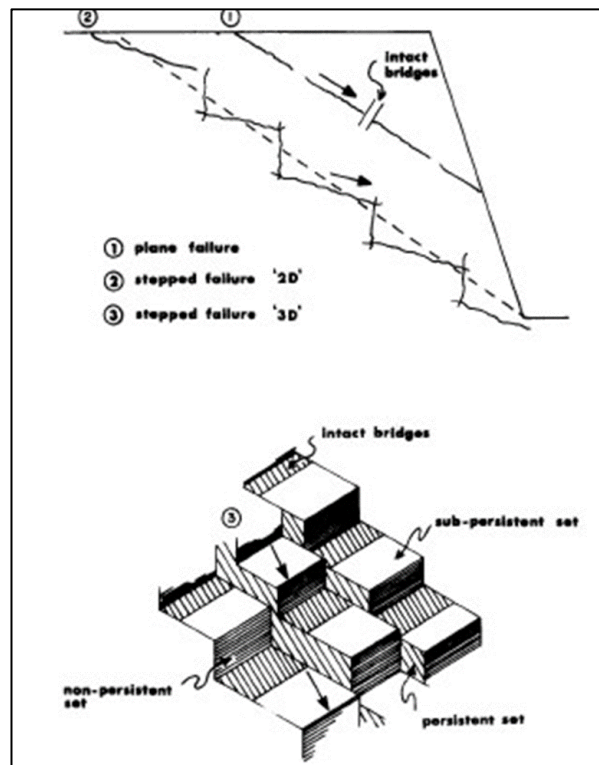 ② ①
intact
bridges
① plane failure
② stepped failure '2D'
③ stepped failure '3D'
intact bridges
③
sub-persistent set
non-persistent
set
persistent set